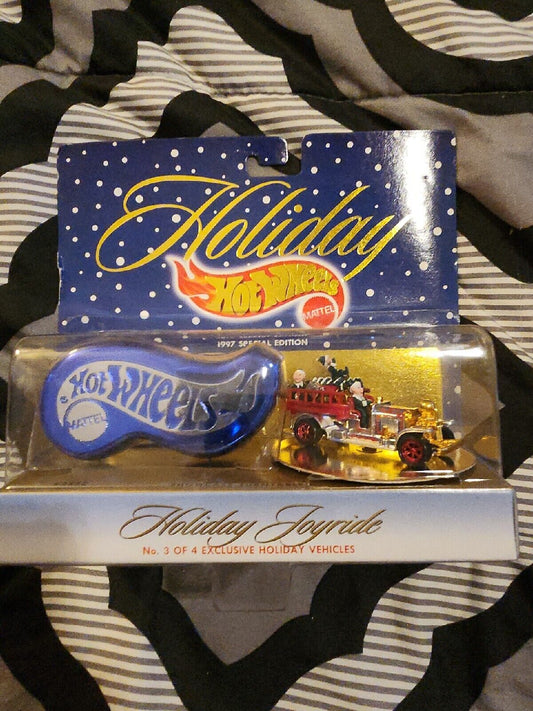 Holiday
HOT WHEELS
MATTEL
1997 SPECIAL EDITION
HOT WHEELS
MATTEL
Holiday Joyride
No. 3 OF 4 EXCLUSIVE HOLIDAY VEHICLES